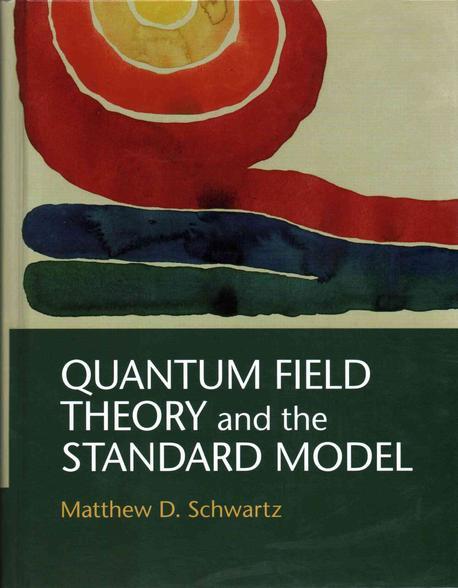 QUANTUM FIELD
THEORY and the
STANDARD MODEL
Matthew D. Schwartz